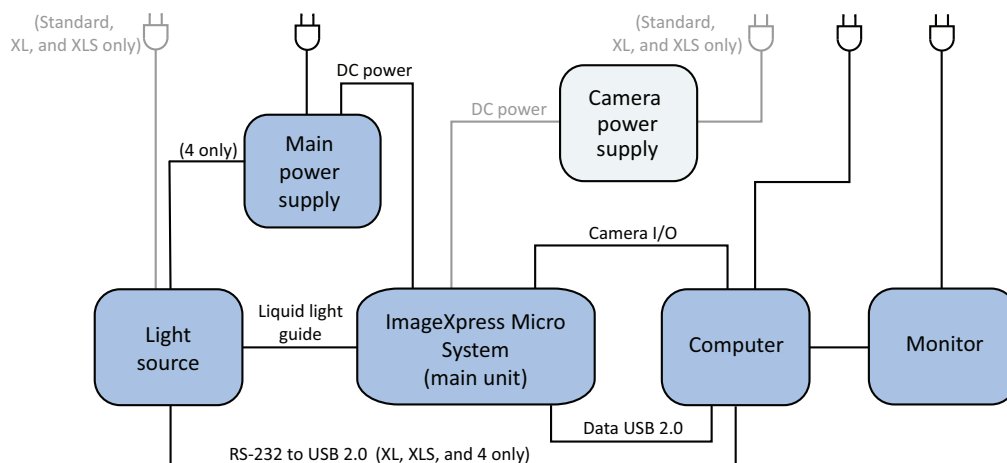 (Standard,
XL, and XLS only)
(Standard,
XL, and XLS only)
DC power
DC power
Camera
power
supply
Main
power
supply
(4 only)
Camera I/O
Liquid light
guide
Light
source
ImageXpress Micro
System
(main unit)
Computer
Monitor
Data USB 2.0
RS-232 to USB 2.0 (XL, XLS, and 4 only)